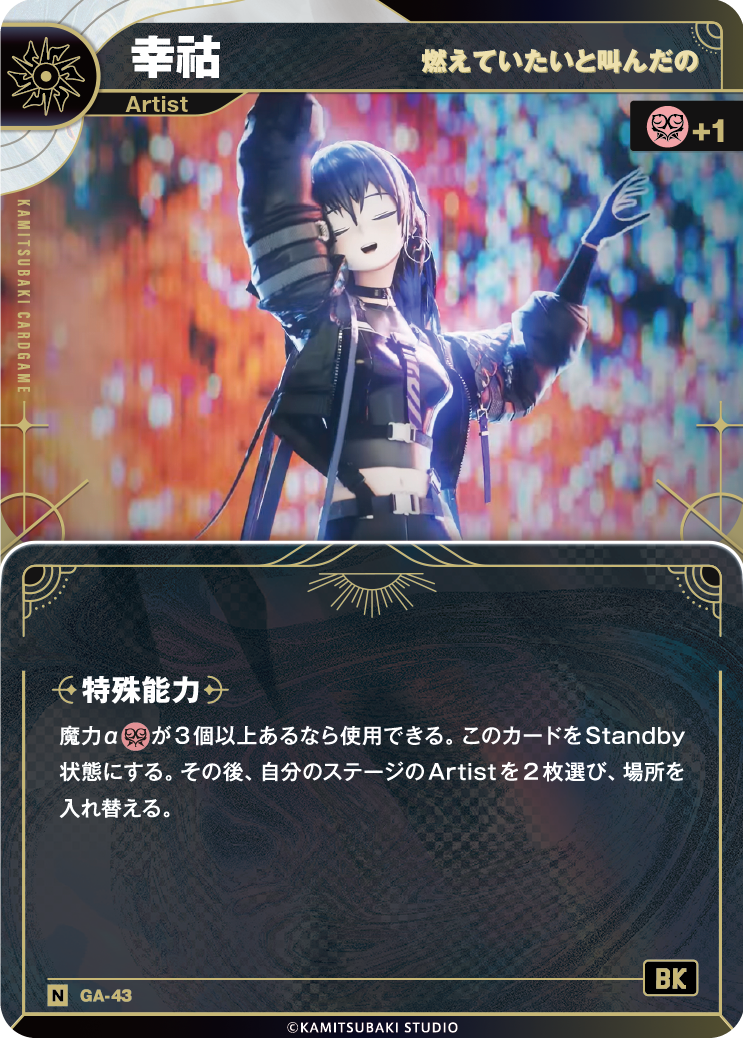 幸祜
燃えていたいと叫んだの
Artist
+1
KAMITSUBAKI CARDGAME
特殊能力
魔力αが3個以上あるなら使用できる。このカードをStandby
状態にする。その後、自分のステージのArtistを2枚選び、場所を
入れ替える。
BK
N GA-43
©KAMITSUBAKI STUDIO